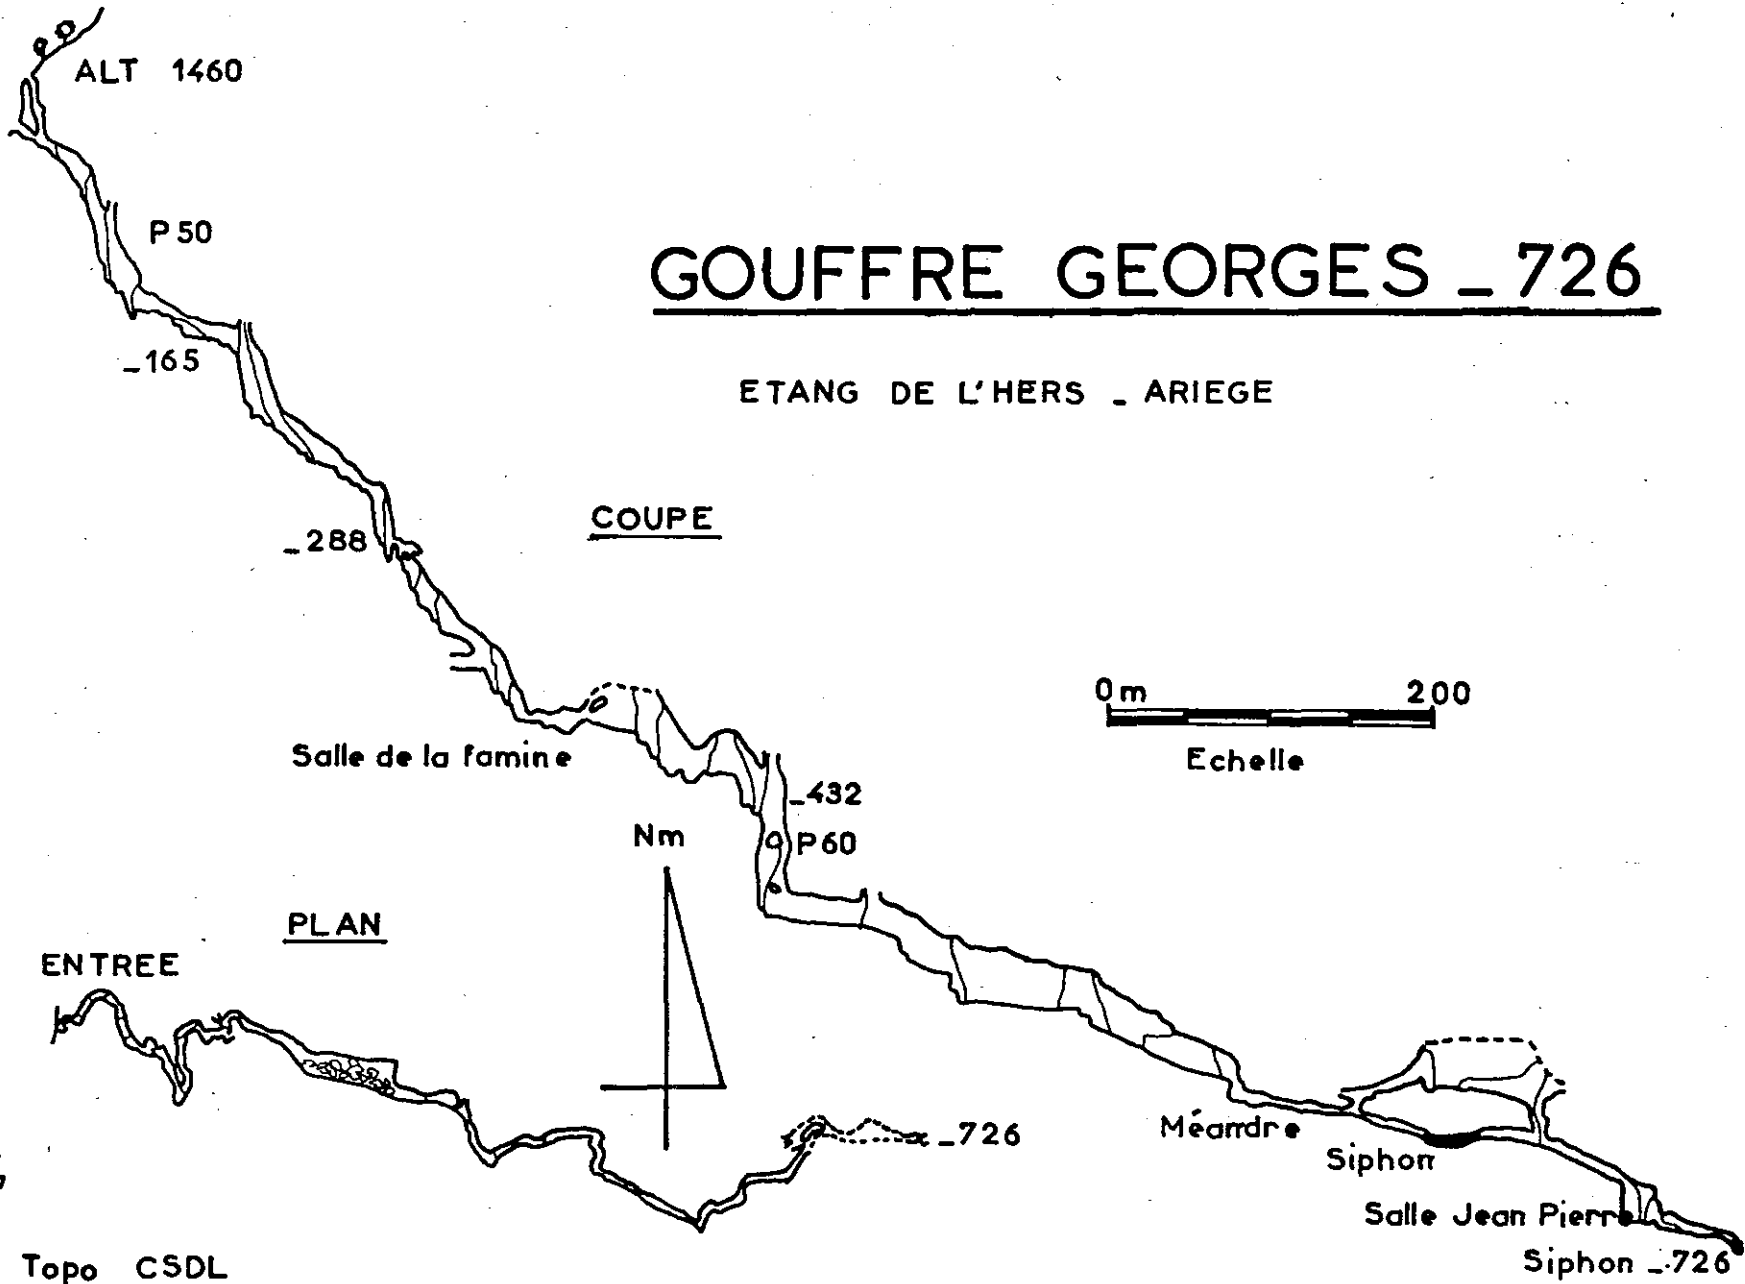 ALT 1460
P50
GOUFFRE GEORGES _ 726
_165
ETANG DE L'HERS _ ARIEGE
COUPE
_288
0m 200
Echelle
Salle de la famine
_432
Nm
P60
PLAN
ENTREE
_726
Méandre
Siphon
Salle Jean Pierre
Siphon _726
Topo CSDL